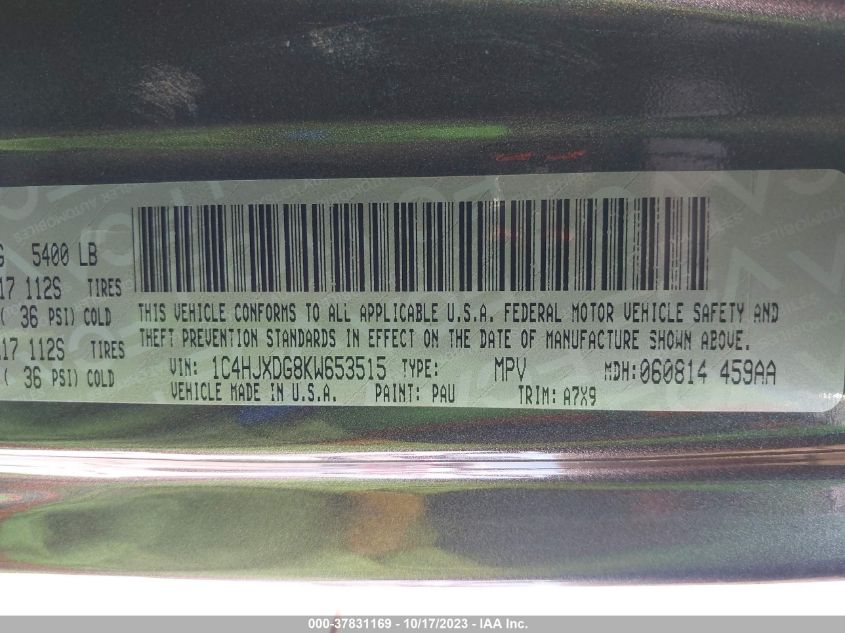 G 5400 LB
17 112S TIRES
( 36 PSI) COLD
17 112S TIRES
( 36 PSI) COLD
THIS VEHICLE CONFORMS TO ALL APPLICABLE U.S.A. FEDERAL MOTOR VEHICLE SAFETY AND
THEFT PREVENTION STANDARDS IN EFFECT ON THE DATE OF MANUFACTURE SHOWN ABOVE.
VIN: 1C4HJXDG8KW653515 TYPE: MPV MDH: 060814 459AA
VEHICLE MADE IN U.S.A. PAINT: PAU TRIM: A7X9
000-37831169 | 10/17/2023 | IAA Inc.